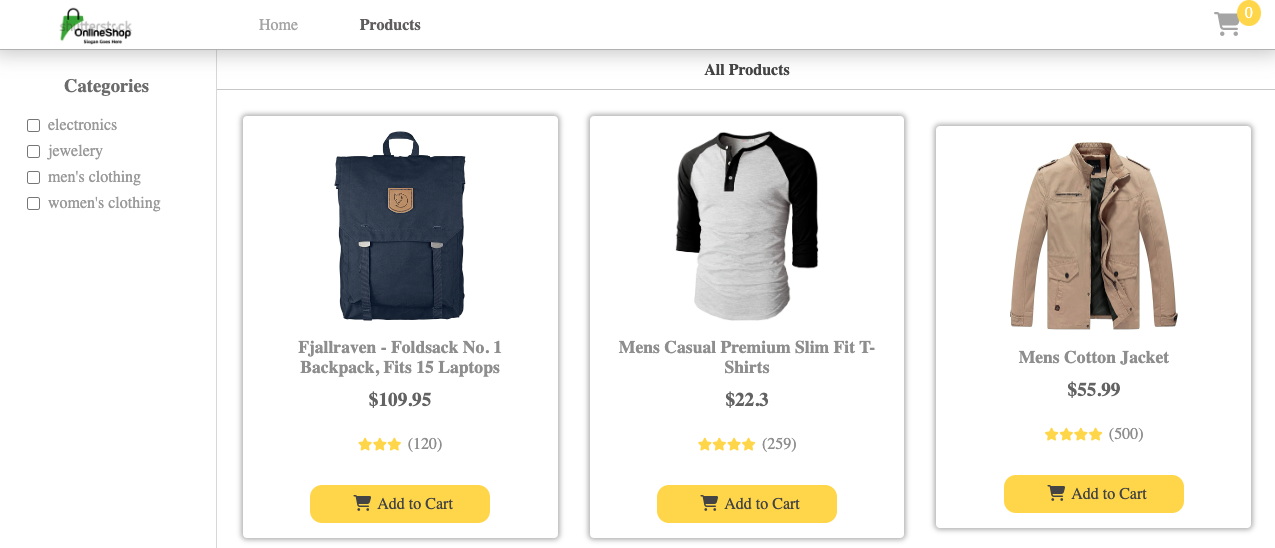 shutterstock
OnlineShop
Slogan Goes Here
Home
Products
0
Categories
electronics
jewelery
men's clothing
women's clothing
All Products
Fjallraven - Foldsack No. 1
Backpack, Fits 15 Laptops
$109.95
(120)
Add to Cart
Mens Casual Premium Slim Fit T-
Shirts
$22.3
(259)
Add to Cart
Mens Cotton Jacket
$55.99
(500)
Add to Cart